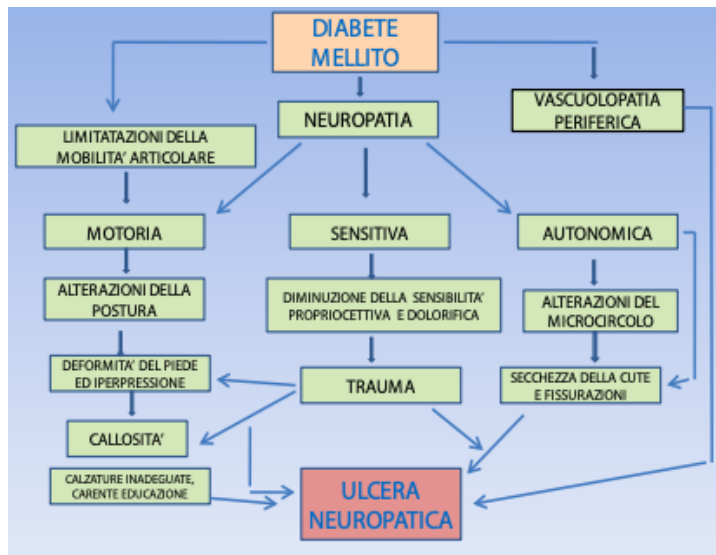 DIABETE
MELLITO
NEUROPATIA
VASCUOLOPATIA
PERIFERICA
LIMITATAZIONI DELLA
MOBILITA' ARTICOLARE
MOTORIA
SENSITIVA
AUTONOMICA
ALTERAZIONI DELLA
POSTURA
DIMINUZIONE DELLA SENSIBILITA'
PROPRIOCETTIVA E DOLORIFICA
ALTERAZIONI DEL
MICROCIRCOLO
DEFORMITA' DEL PIEDE
ED IPERPRESSIONE
TRAUMA
SECCHEZZA DELLA CUTE
E FISSURAZIONI
CALLOSITA'
CALZATURE INADEGUATE,
CARENTE EDUCAZIONE
ULCERA
NEUROPATICA